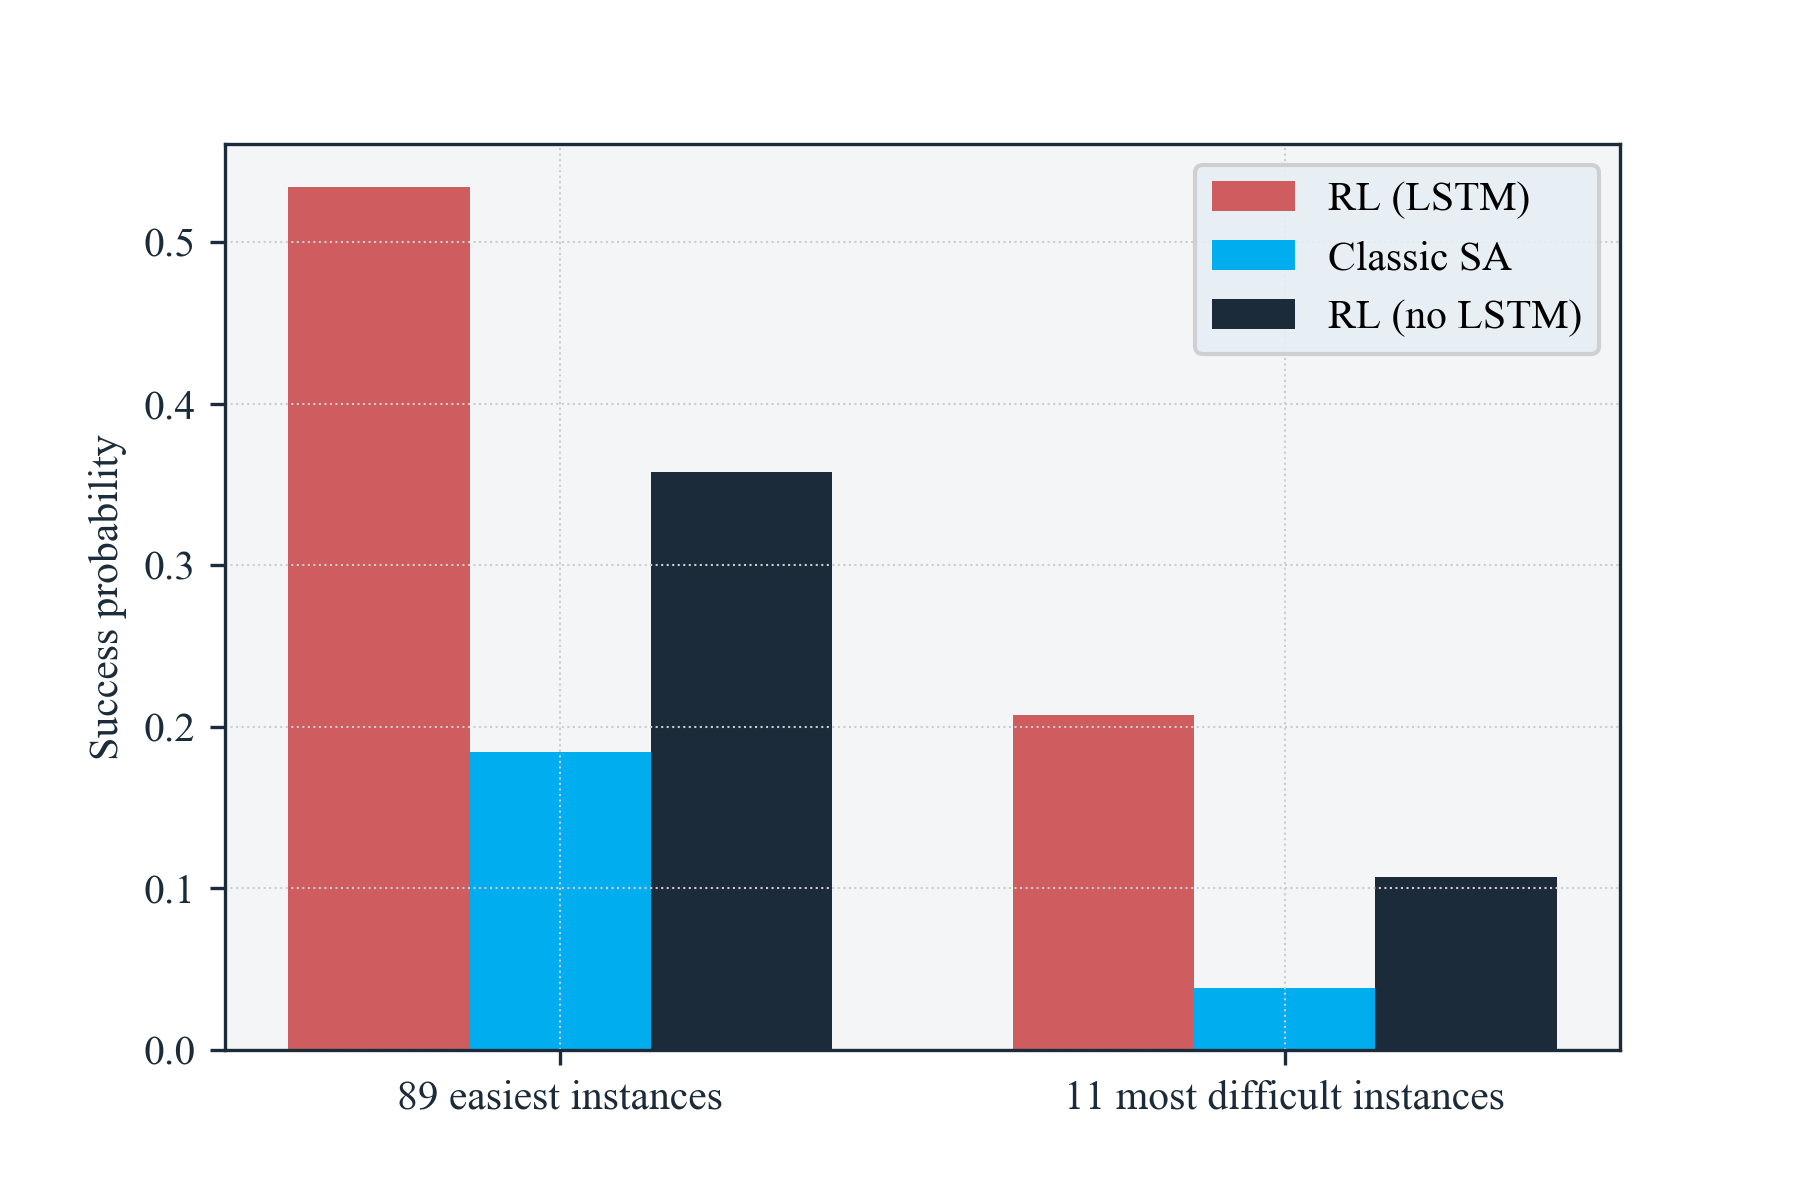 RL (LSTM)
Classic SA
RL (no LSTM)
0.5
0.4
0.3
0.2
0.1
0.0
Success probability
89 easiest instances
11 most difficult instances